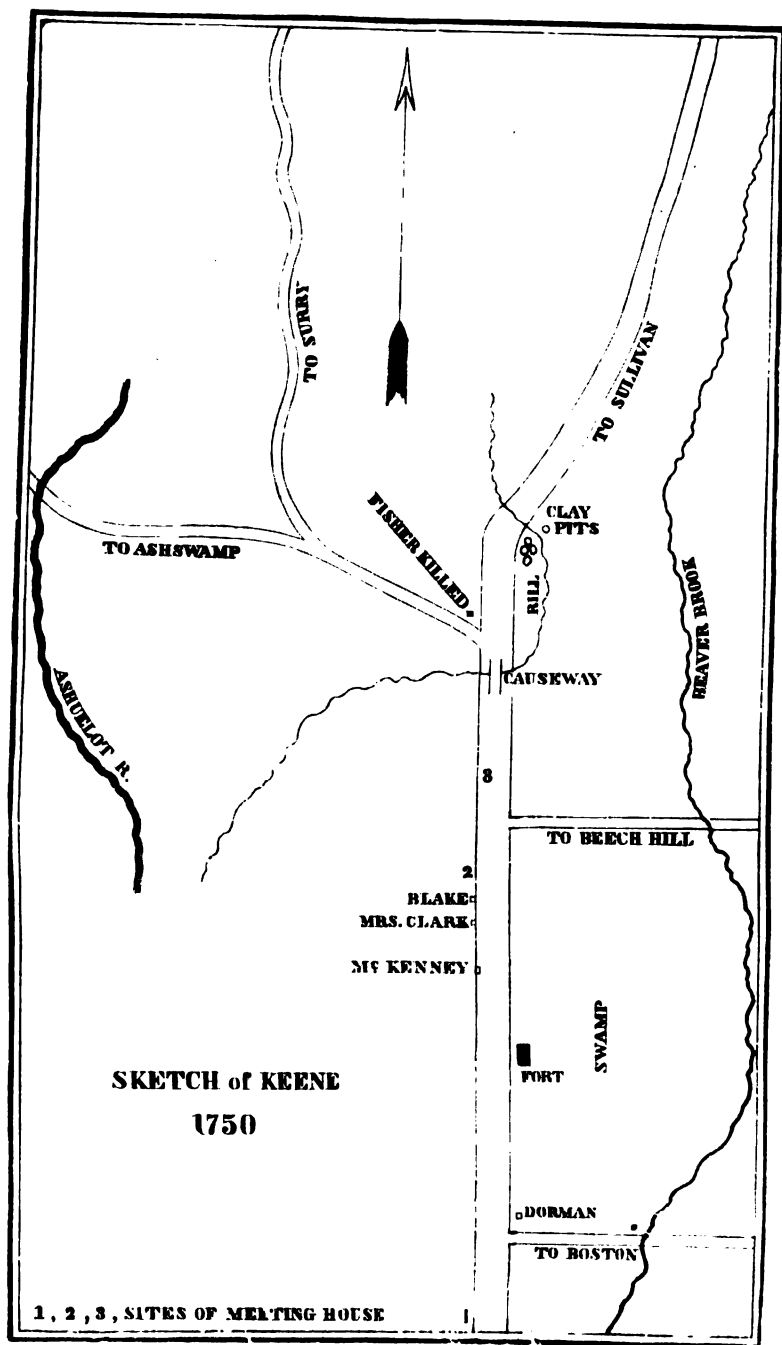 TO SURRY
TO SULLIVAN
FISHER KILLED
CLAY
PITS
TO ASHSWAMP
RILL
BEAVER BROOK
ASHUELOT R.
CAUSEWAY
3
TO BEECH HILL
2
BLAKE
MRS. CLARK
Mc KENNEY
SWAMP
FORT
SKETCH of KEENE
1750
DORMAN
TO BOSTON
1, 2, 3, SITES OF MEETING HOUSE
1